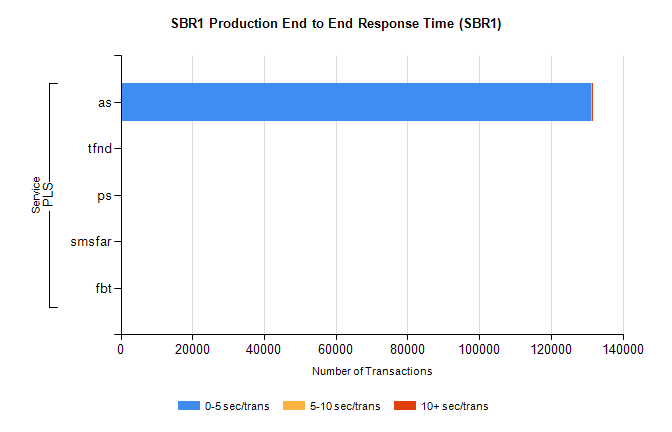 SBR1 Production End to End Response Time (SBR1)
Service
PLS
as
tfnd
ps
smsfar
fbt
0 20000 40000 60000 80000 100000 120000 140000
Number of Transactions
0-5 sec/trans 5-10 sec/trans 10+ sec/trans